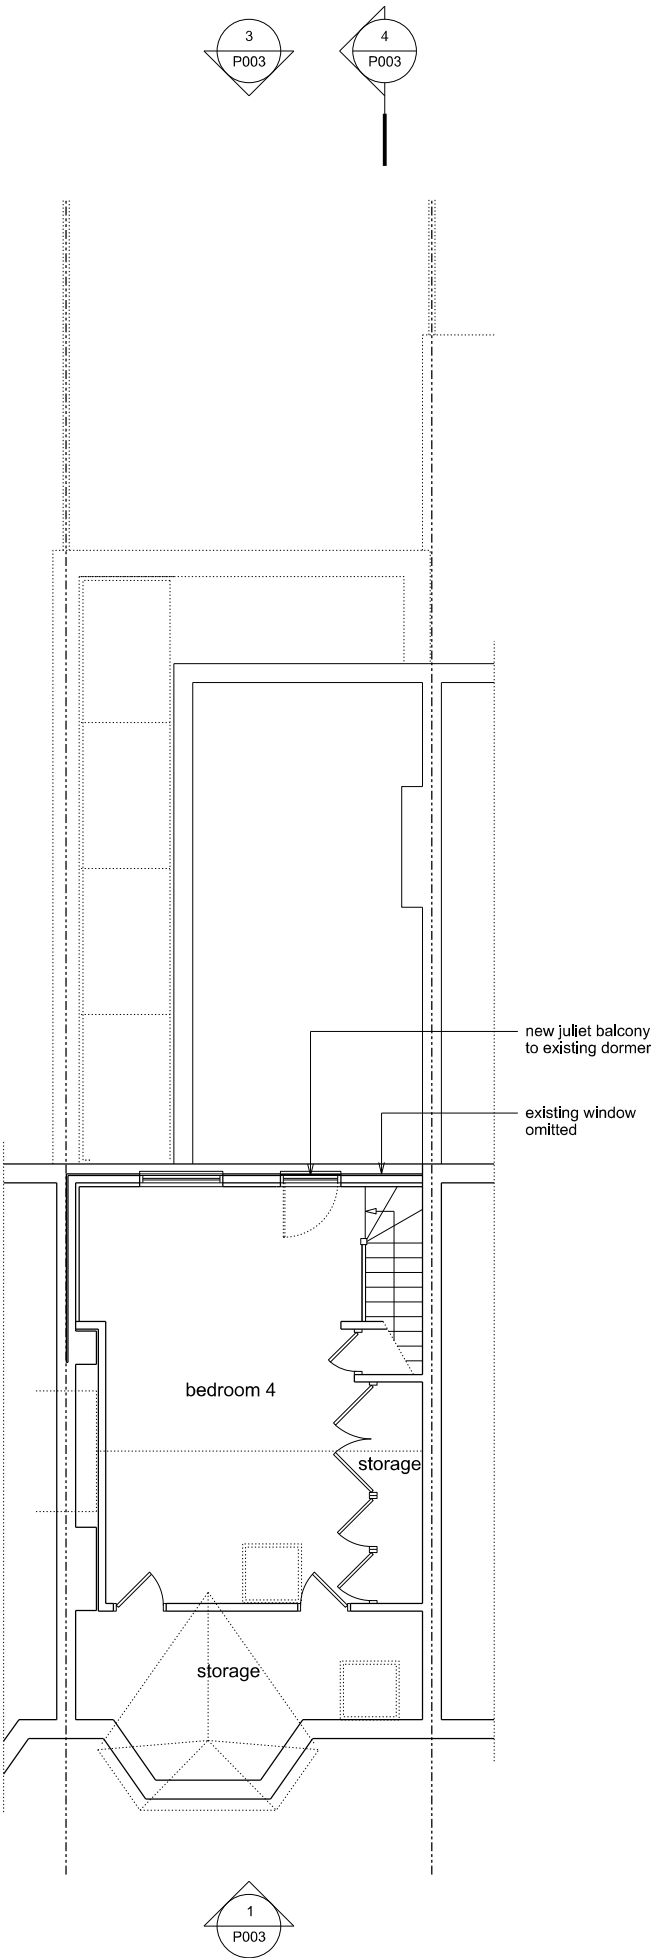 3
P003
4
P003
new juliet balcony
to existing dormer
existing window
omitted
bedroom 4
storage
storage
1
P003